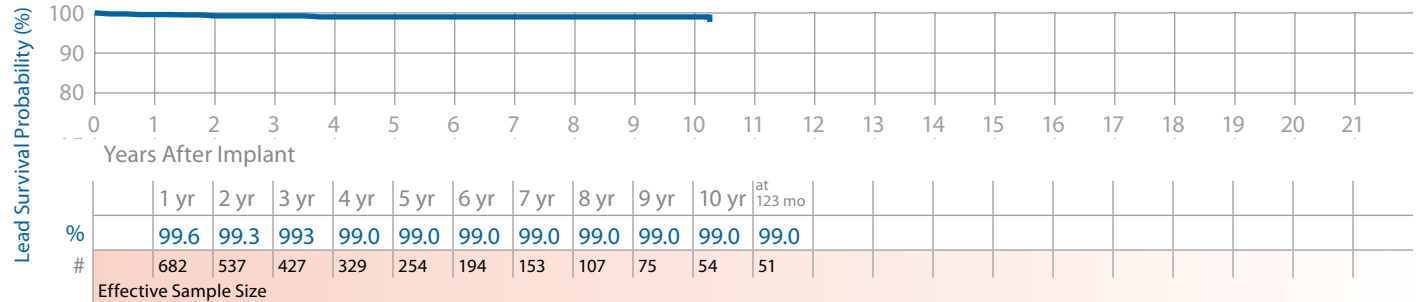 Lead Survival Probability (%)
100
90
80
0 1 2 3 4 5 6 7 8 9 10 11 12 13 14 15 16 17 18 19 20 21
Years After Implant
1 yr 2 yr 3 yr 4 yr 5 yr 6 yr 7 yr 8 yr 9 yr 10 yr at 123 mo
% 99.6 99.3 993 99.0 99.0 99.0 99.0 99.0 99.0 99.0 99.0
# 682 537 427 329 254 194 153 107 75 54 51
Effective Sample Size